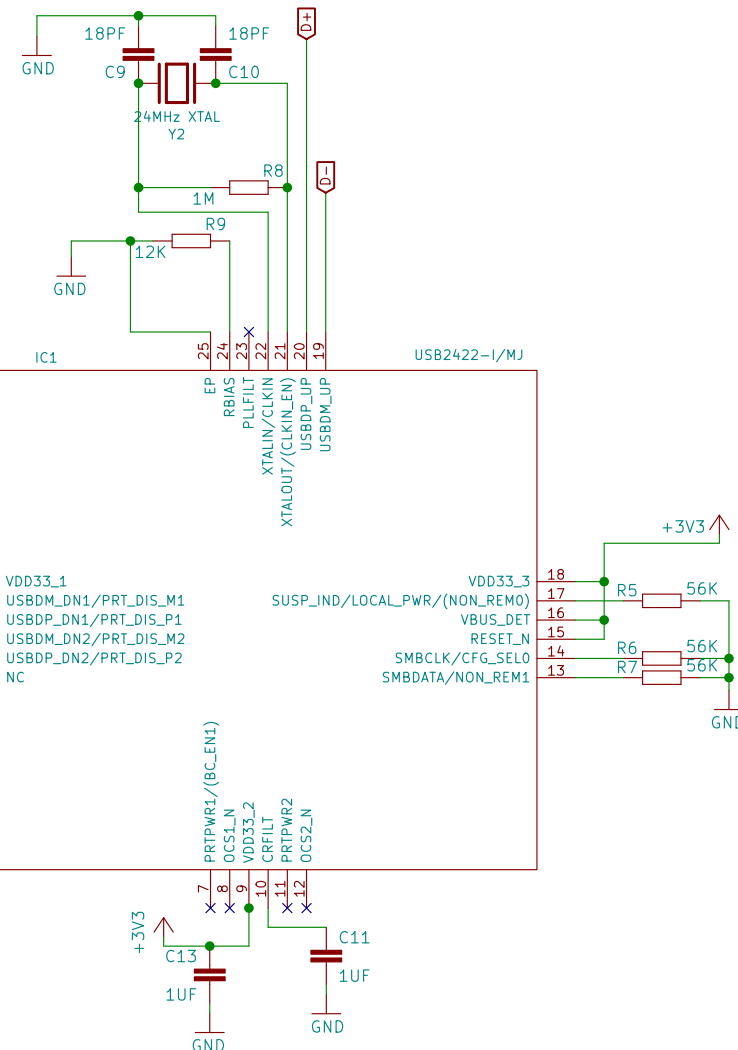 D+
18PF
18PF
GND
C9
C10
24MHz XTAL
Y2
D-
R8
1M
R9
12K
GND
IC1
USB2422-I/MJ
25
24
23
22
21
20
19
EP
RBIAS
PLLFILT
XTALIN/CLKIN
XTALOUT/(CLKIN_EN)
USBDP_UP
USBDM_UP
+3V3
VDD33_1
USBDM_DN1/PRT_DIS_M1
USBDP_DN1/PRT_DIS_P1
USBDM_DN2/PRT_DIS_M2
USBDP_DN2/PRT_DIS_P2
NC
VDD33_3
18
SUSP_IND/LOCAL_PWR/(NON_REM0)
17
R5
56K
VBUS_DET
16
RESET_N
15
SMBCLK/CFG_SEL0
14
R6
56K
SMBDATA/NON_REM1
13
R7
56K
GND
PRTPWR1/(BC_EN1)
OCS1_N
VDD33_2
CRFILT
PRTPWR2
OCS2_N
7
8
9
10
11
12
+3V3
C13
1UF
C11
1UF
GND
GND